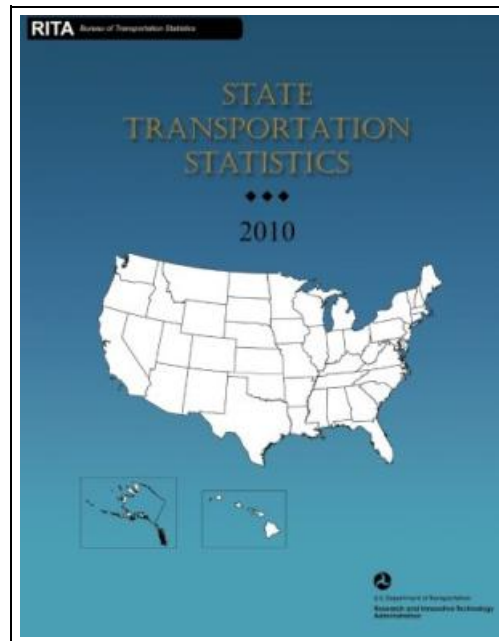 RITA Bureau of Transportation Statistics
STATE
TRANSPORTATION
STATISTICS
2010
U.S. Department of Transportation
Research and Innovative Technology
Administration